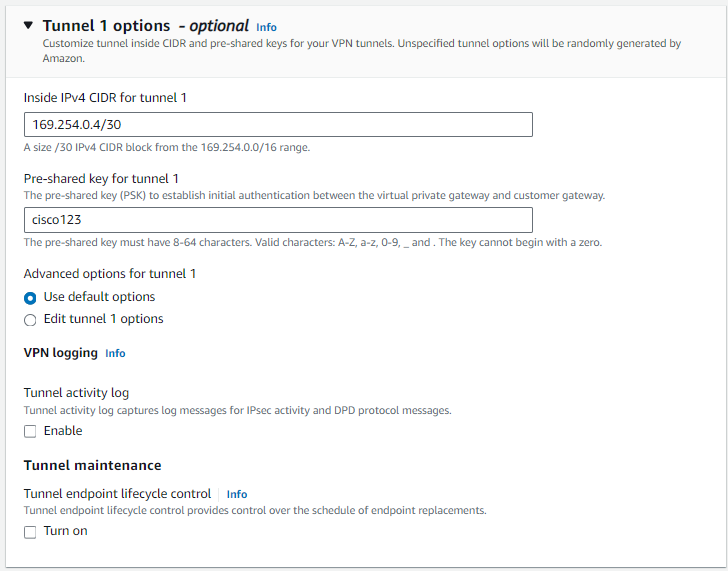 Tunnel 1 options - optional Info
Customize tunnel inside CIDR and pre-shared keys for your VPN tunnels. Unspecified tunnel options will be randomly generated by
Amazon.
Inside IPv4 CIDR for tunnel 1
169.254.0.4/30
A size /30 IPv4 CIDR block from the 169.254.0.0/16 range.
Pre-shared key for tunnel 1
The pre-shared key (PSK) to establish initial authentication between the virtual private gateway and customer gateway.
cisco123
The pre-shared key must have 8-64 characters. Valid characters: A-Z, a-z, 0-9, _ and . The key cannot begin with a zero.
Advanced options for tunnel 1
Use default options
Edit tunnel 1 options
VPN logging Info
Tunnel activity log
Tunnel activity log captures log messages for IPsec activity and DPD protocol messages.
Enable
Tunnel maintenance
Tunnel endpoint lifecycle control Info
Tunnel endpoint lifecycle control provides control over the schedule of endpoint replacements.
Turn on